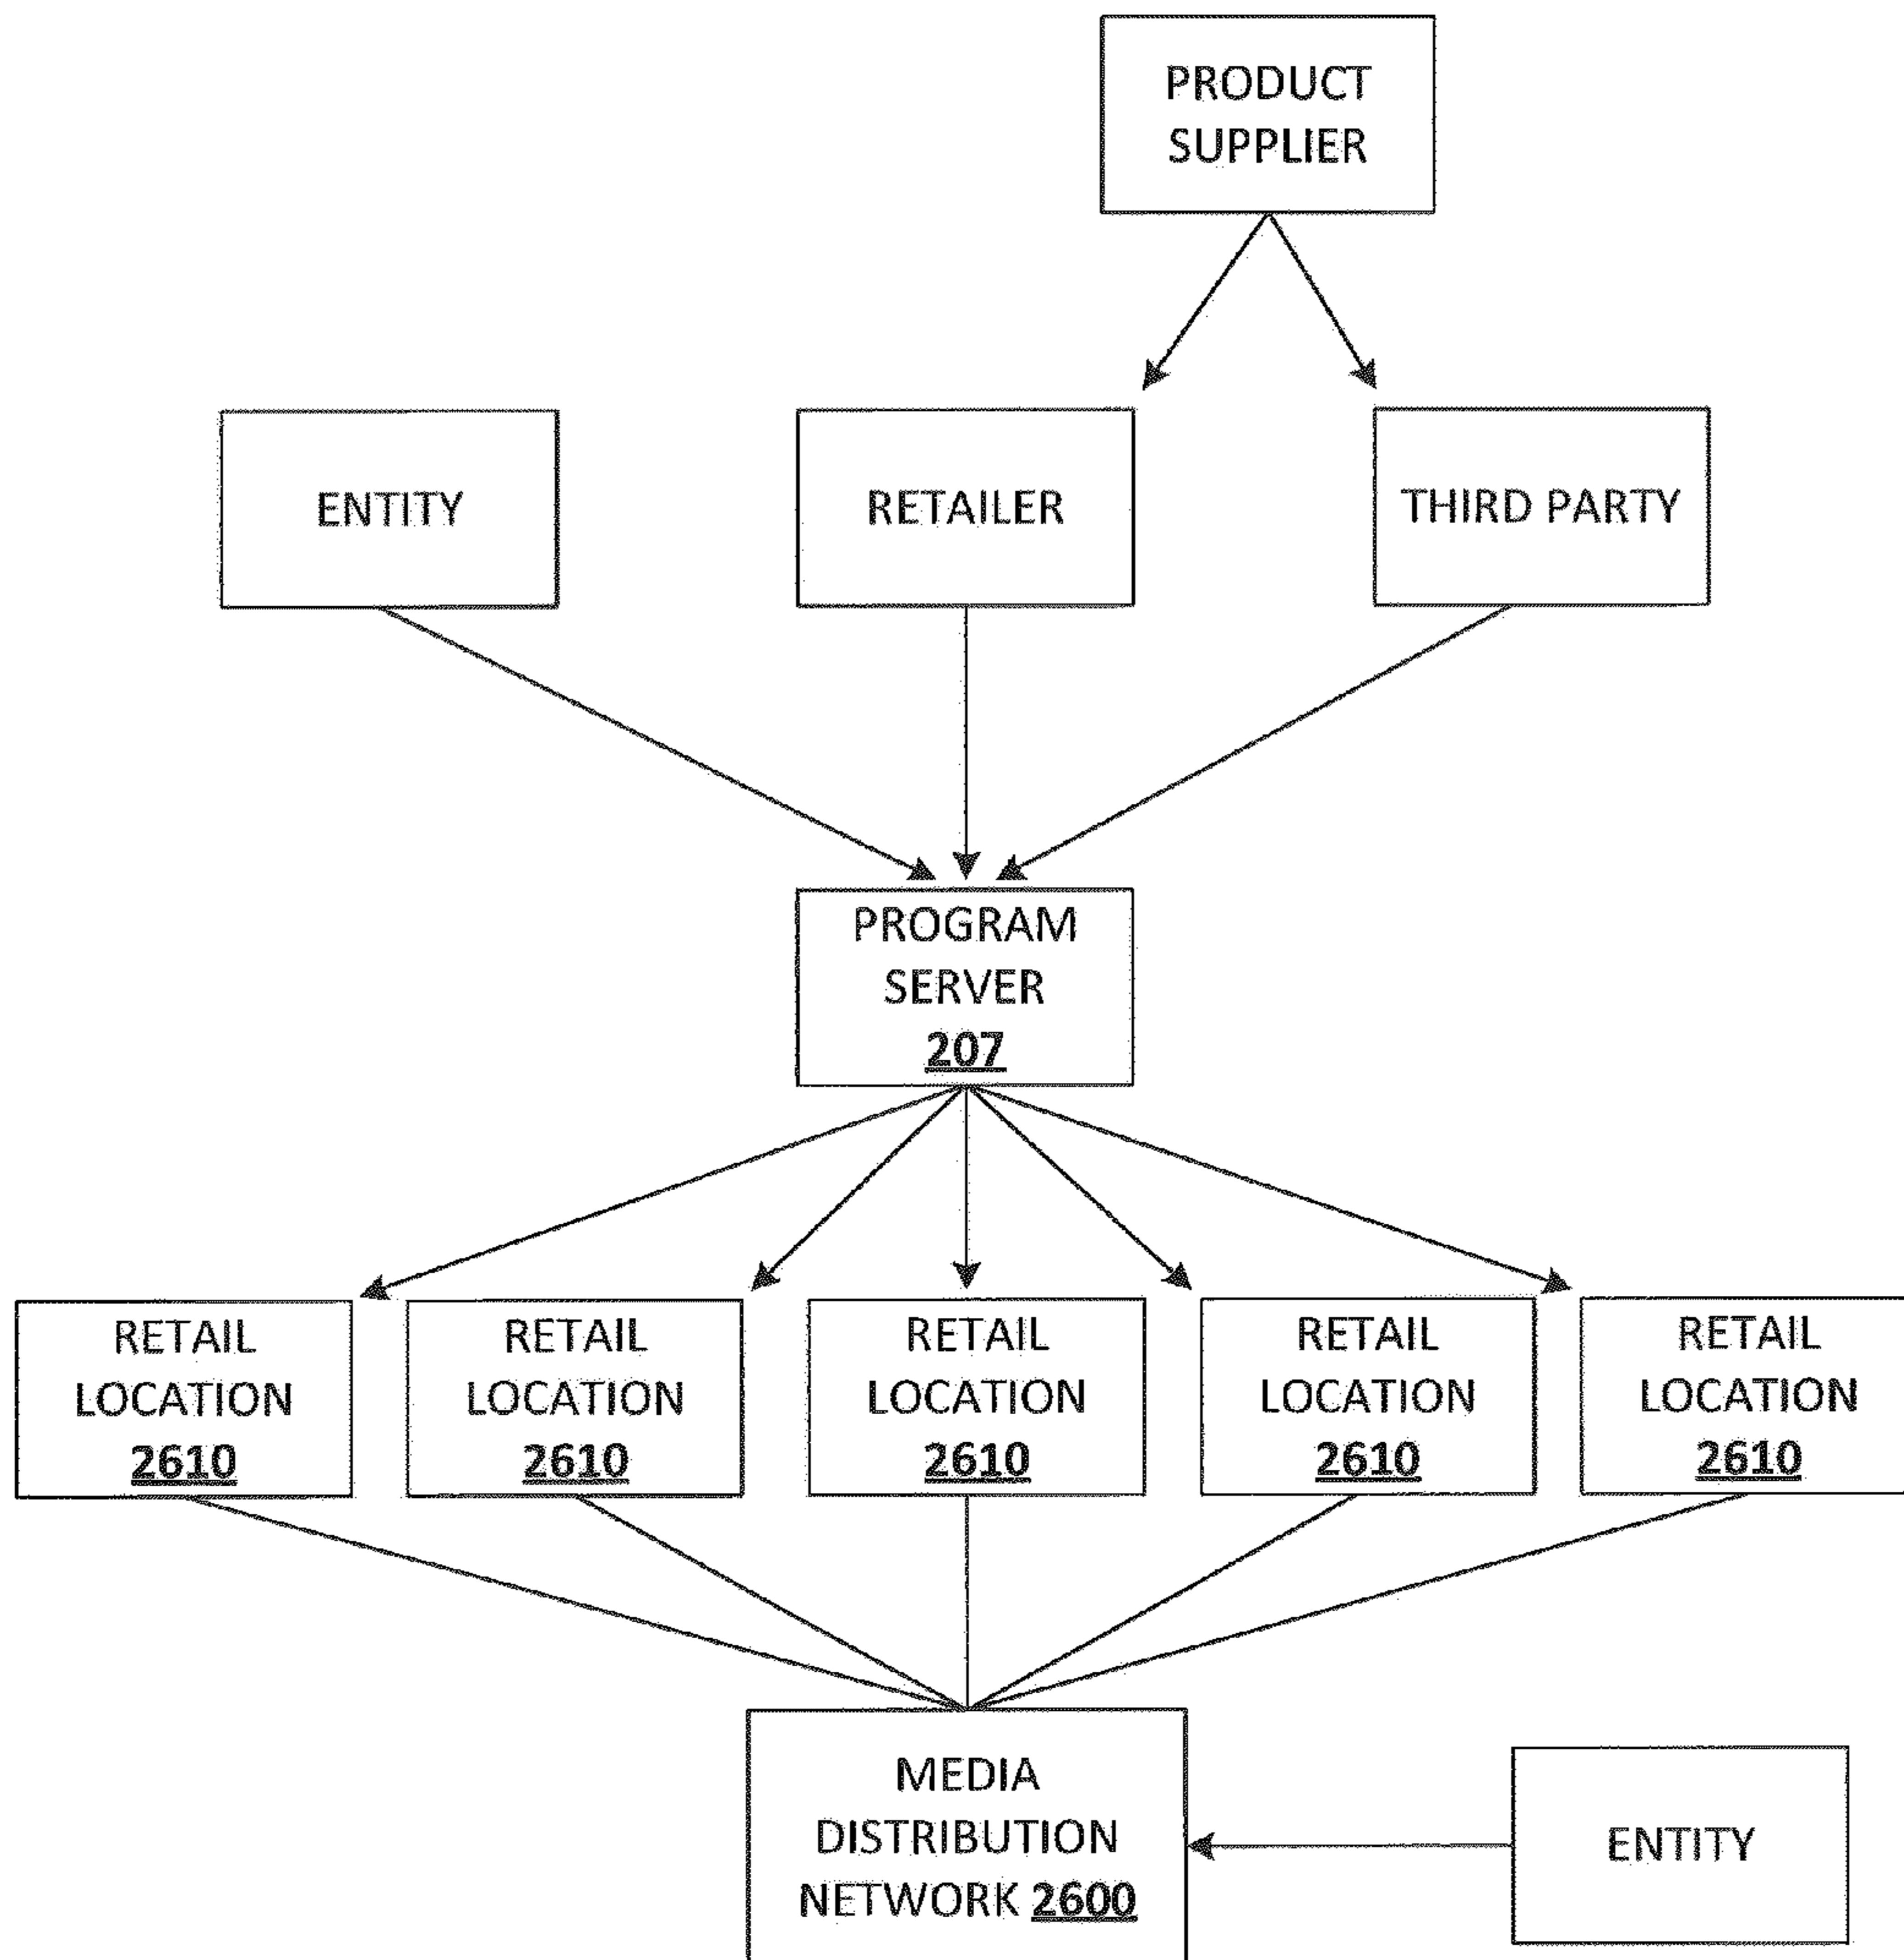 PRODUCT
SUPPLIER
ENTITY
RETAILER
THIRD PARTY
PROGRAM
SERVER
207
RETAIL
LOCATION
2610
RETAIL
LOCATION
2610
RETAIL
LOCATION
2610
RETAIL
LOCATION
2610
RETAIL
LOCATION
2610
MEDIA
DISTRIBUTION
NETWORK 2600
ENTITY